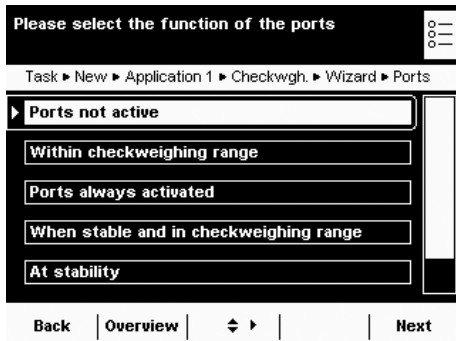 Please select the function of the ports
Task ▸ New ▸ Application 1 ▸ Checkwgh. ▸ Wizard ▸ Ports
Ports not active
Within checkweighing range
Ports always activated
When stable and in checkweighing range
At stability
Back Overview Next